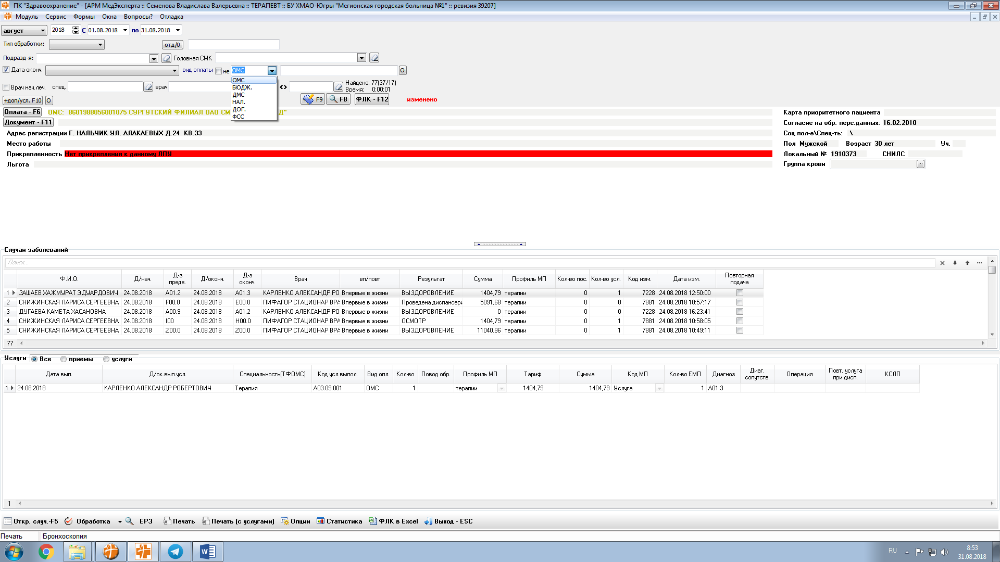 ПК "Здравоохранение" - [АРМ МедЭксперта :: Семенова Владислава Валерьевна :: ТЕРАПЕВТ :: БУ ХМАО-Югры "Мегионская городская больница №1" :: ревизия 39207]
Модуль Сервис Формы Окна Вопросы? Отладка
август 2018 С 01.08.2018 по 31.08.2018
Тип обработки: отд/0
Подразд-я: Головная СМК
Дата оконч. вид оплаты не ОМС О
ОМС
БЮДЖ.
ДМС
НАЛ.
ДОГ.
ФСС
Врач нач.леч. спец. врач <> Найдено: 77(37/17)
Время: 0:00:01
+доп/усл. F10 О F9 F8 ФЛК - F12 изменено
Оплата - F6 ОМС: 8601988056001075 СУРГУТСКИЙ ФИЛИАЛ ОАО СМ Д"
Документ - F11
Адрес регистрации Г. НАЛЬЧИК УЛ. АЛАКАЕВЫХ Д.24 КВ.33
Место работы
Прикрепленность Нет прикрепления к данному ЛПУ
Льгота
Карта приоритетного пациента
Согласие на обр. перс.данных: 16.02.2010
Соц.пол-е\Спец-ть: \
Пол Мужской Возраст 30 лет Уч.
Локальный № 1910373 СНИЛС
Группа крови ...
Случаи заболеваний
Поиск...
Ф.И.О. Д/нач. Д-з предв. Д/оконч. Д-з оконч. Врач вп/повт Результат Сумма Профиль МП Кол-во пос. Кол-во усл. Код изм. Дата изм. Повторная подача
1 ЗАШАЕВ ХАЖМУРАТ ЭДУАРДОВИЧ 24.08.2018 A01.2 24.08.2018 A01.3 КАРЛЕНКО АЛЕКСАНДР РО Впервые в жизни ВЫЗДОРОВЛЕНИЕ 1404,79 терапии 0 1 7228 24.08.2018 12:50:00
2 СНИЖИНСКАЯ ЛАРИСА СЕРГЕЕВНА 24.08.2018 F00.0 24.08.2018 E00.0 ПИФАГОР СТАЦИОНАР ВРА Впервые в жизни Проведена диспансери 5091,68 терапии 0 0 7881 24.08.2018 10:57:17
3 ДУГАЕВА КАМЕТА ХАСАНОВНА 24.08.2018 A00.9 24.08.2018 A01.2 КАРЛЕНКО АЛЕКСАНДР РО Впервые в жизни ВЫЗДОРОВЛЕНИЕ 0 терапии 0 0 7228 24.08.2018 16:23:41
4 СНИЖИНСКАЯ ЛАРИСА СЕРГЕЕВНА 24.08.2018 I00 24.08.2018 H00.0 ПИФАГОР СТАЦИОНАР ВРА Впервые в жизни ОСМОТР 1404,79 терапии 0 1 7881 24.08.2018 10:58:05
5 СНИЖИНСКАЯ ЛАРИСА СЕРГЕЕВНА 24.08.2018 Z00.0 24.08.2018 Z00.0 ПИФАГОР СТАЦИОНАР ВРА Впервые в жизни ВЫЗДОРОВЛЕНИЕ 11040,96 терапии 0 1 7881 24.08.2018 10:49:11
77
Услуги Все приемы услуги
Дата вып. Д/ок.вып.усл. Специальность(ТФОМС) Код усл.выпол. Вид опл. Кол-во Повод обр. Профиль МП Тариф Сумма Код МП Кол-во ЕМП Диагноз Диаг. сопутств. Операция Повт. услуга при дисп. КСЛП
1 24.08.2018 КАРЛЕНКО АЛЕКСАНДР РОБЕРТОВИЧ Терапия A03.09.001 ОМС 1 терапии 1404,79 1404,79 Услуга 1 A01.3
1
Откр. случ.-F5 Обработка ЕРЗ Печать Печать (с услугами) Опции Статистика ФЛК в Excel Выход - ESC
Печать Бронхоскопия
RU 8:53
31.08.2018